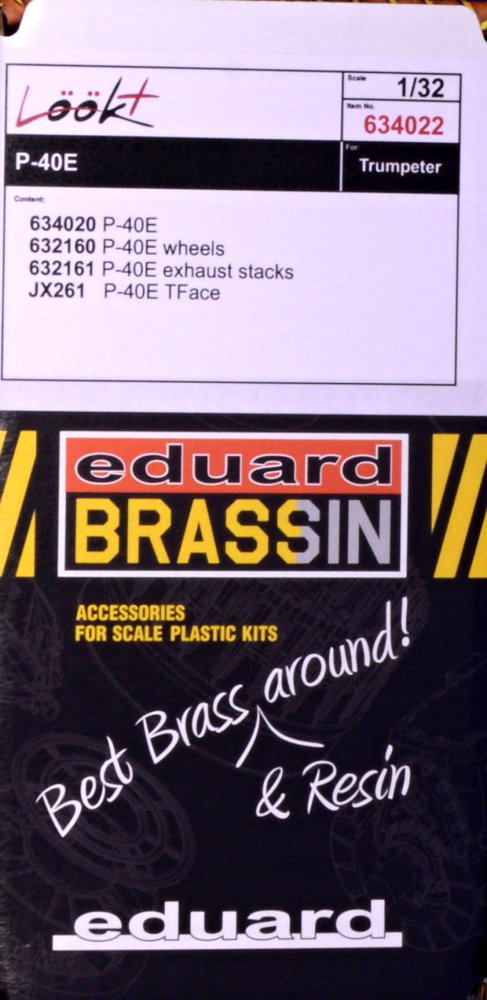 Löök+
Scale
1/32
Item No.
634022
P-40E
For:
Trumpeter
Content:
634020 P-40E
632160 P-40E wheels
632161 P-40E exhaust stacks
JX261 P-40E TFace
eduard
BRASSIN
ACCESSORIES
FOR SCALE PLASTIC KITS
Best Brass around!
& Resin
eduard